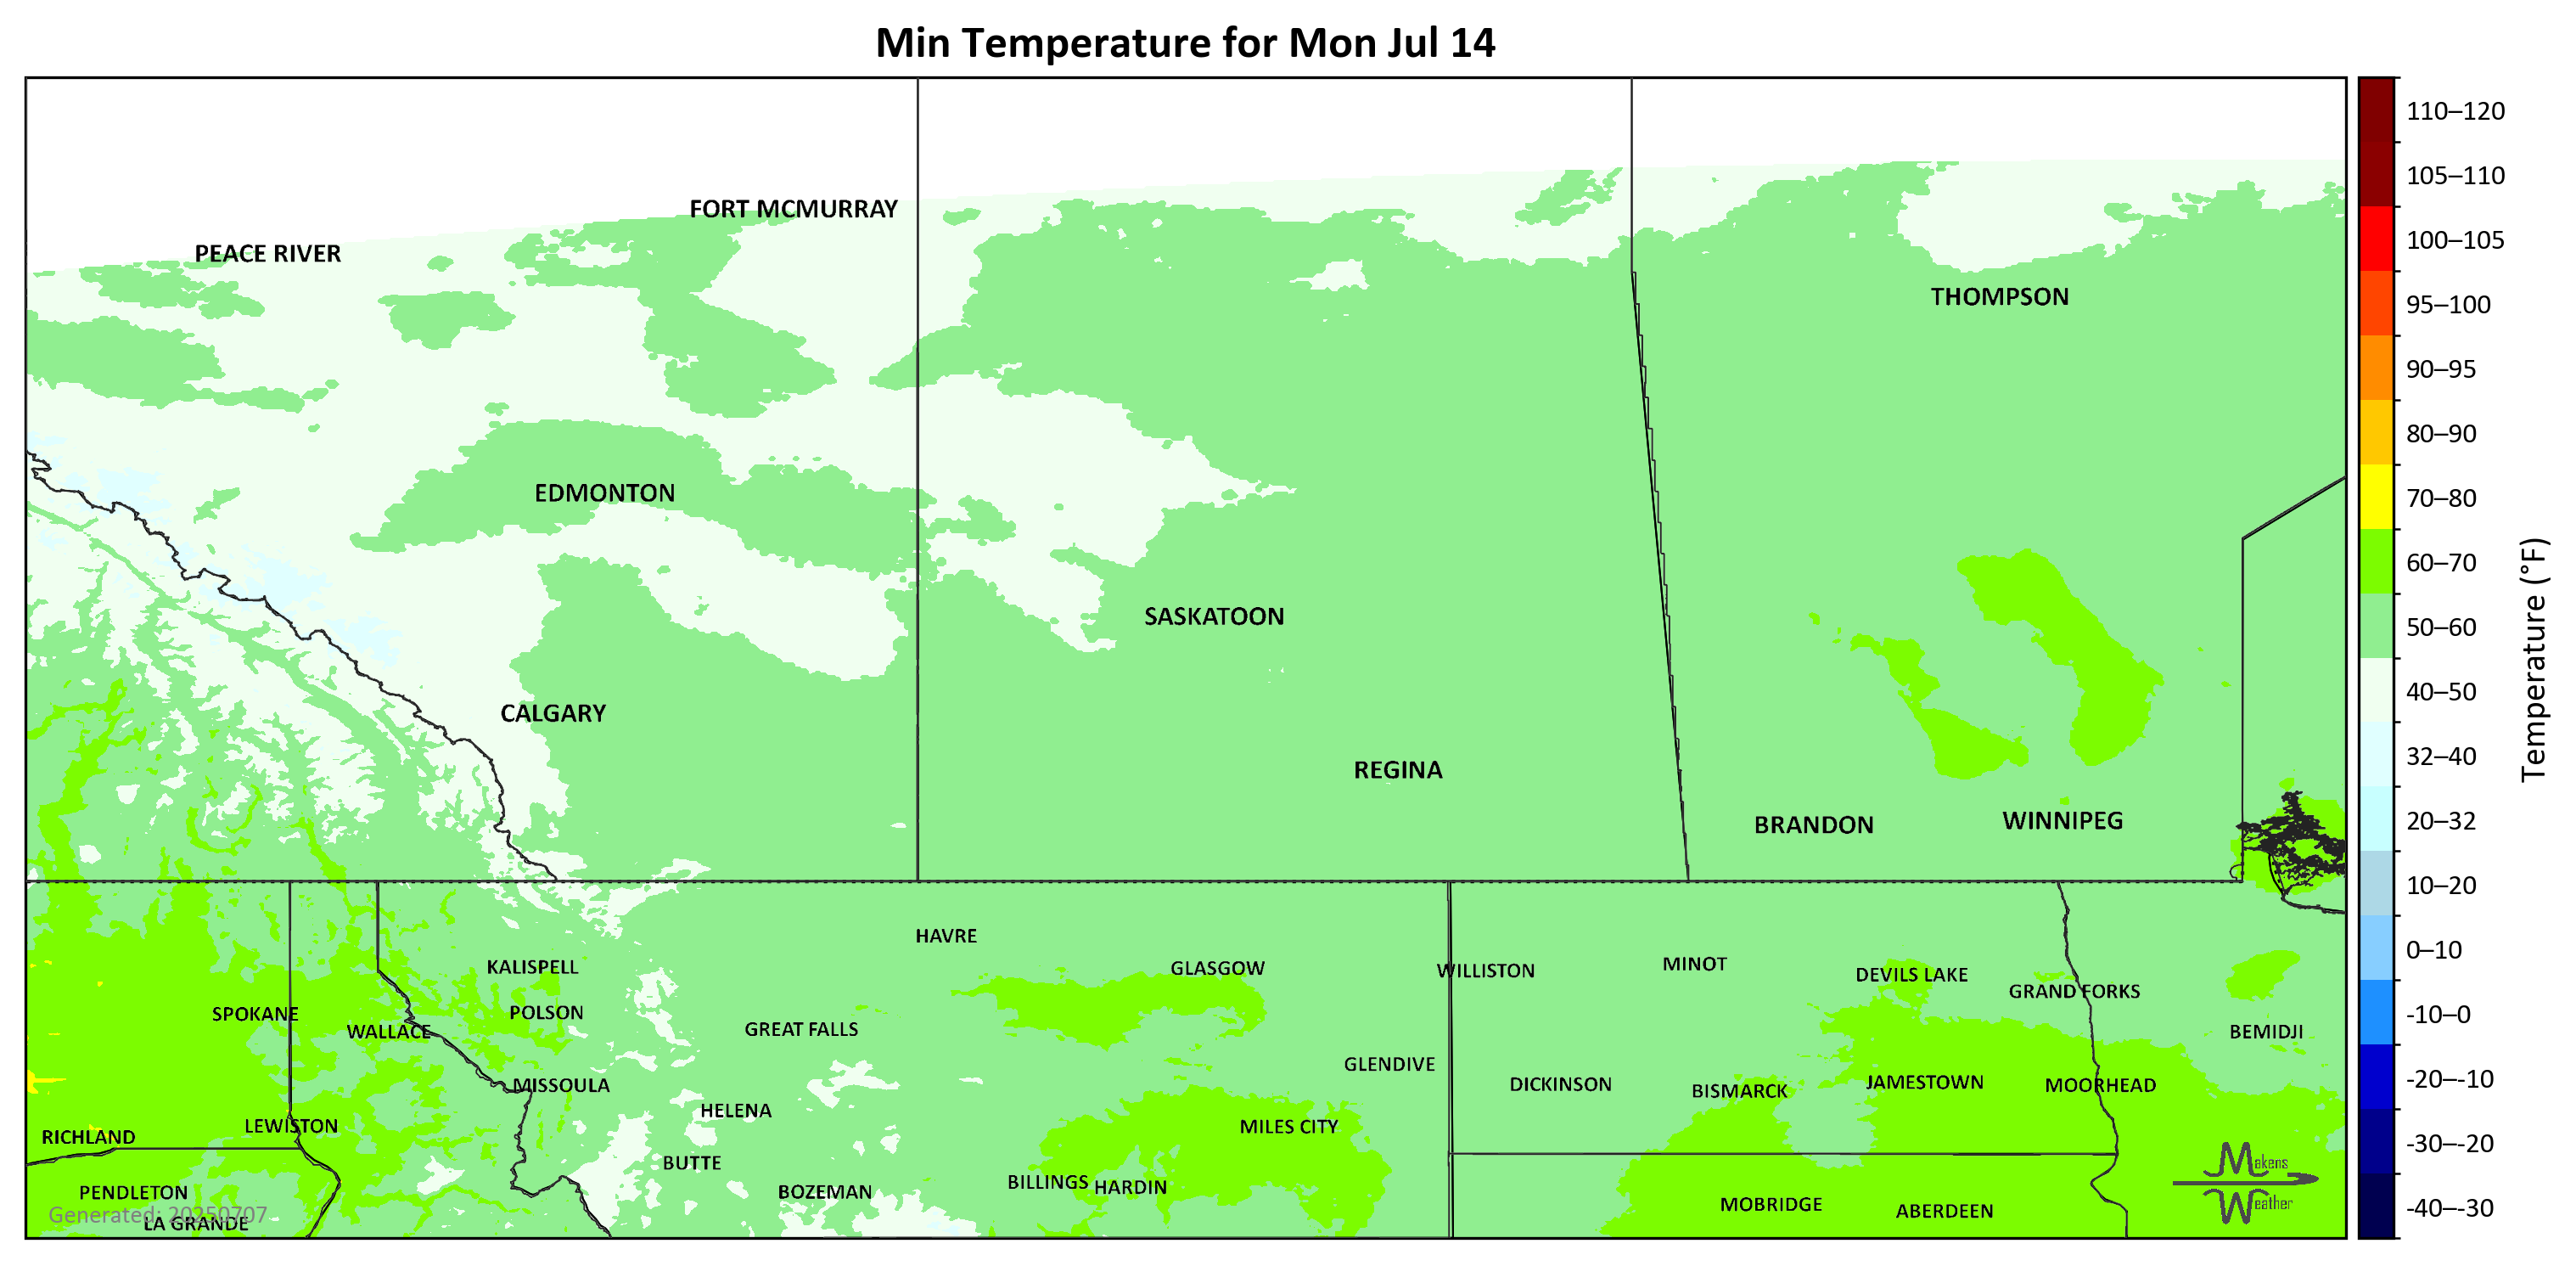 Min Temperature for Mon Jul 14
FORT MCMURRAY
PEACE RIVER
THOMPSON
EDMONTON
SASKATOON
CALGARY
REGINA
BRANDON
WINNIPEG
HAVRE
KALISPELL
GLASGOW
WILLISTON
MINOT
DEVILS LAKE
GRAND FORKS
SPOKANE
POLSON
WALLACE
GREAT FALLS
BEMIDJI
GLENDIVE
MISSOULA
DICKINSON
BISMARCK
JAMESTOWN
MOORHEAD
HELENA
LEWISTON
MILES CITY
RICHLAND
BUTTE
BILLINGS
HARDIN
PENDLETON
BOZEMAN
MOBRIDGE
ABERDEEN
Generated: 20250707
LA GRANDE
Makens
Weather
110–120
105–110
100–105
95–100
90–95
80–90
70–80
60–70
50–60
40–50
32–40
20–32
10–20
0–10
-10–0
-20–-10
-30–-20
-40–-30
Temperature (°F)